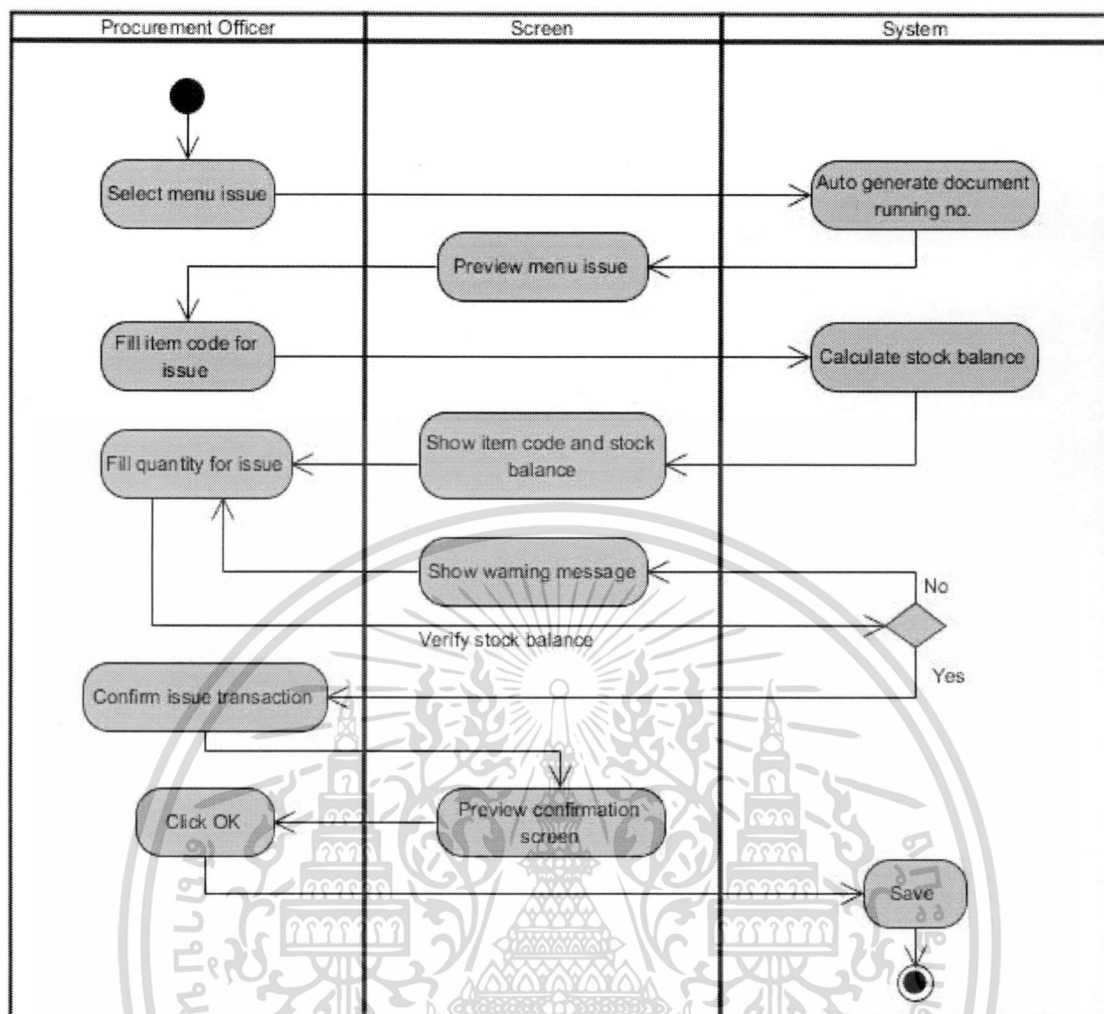 Procurement Officer
Screen
System
Select menu issue
Auto generate document
running no.
Preview menu issue
Fill item code for
issue
Calculate stock balance
Show item code and stock
balance
Fill quantity for issue
Show warning message
No
Verify stock balance
Yes
Confirm issue transaction
Preview confirmation
screen
Click OK
Save